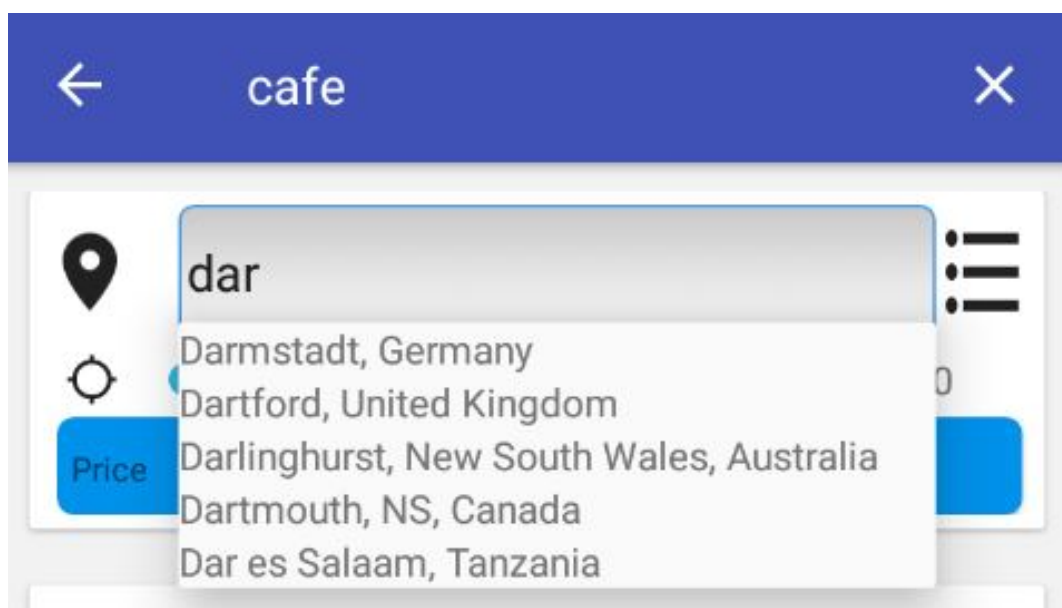 cafe
dar
Darmstadt, Germany
Dartford, United Kingdom
0
Price
Darlinghurst, New South Wales, Australia
Dartmouth, NS, Canada
Dar es Salaam, Tanzania